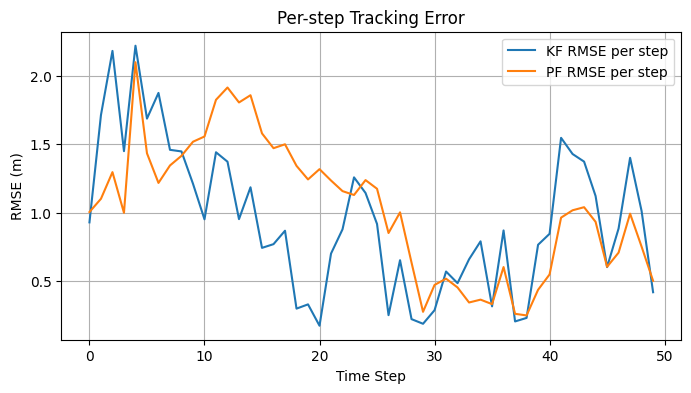 Per-step Tracking Error
KF RMSE per step
PF RMSE per step
RMSE (m)
2.0
1.5
1.0
0.5
0
10
20
30
40
50
Time Step